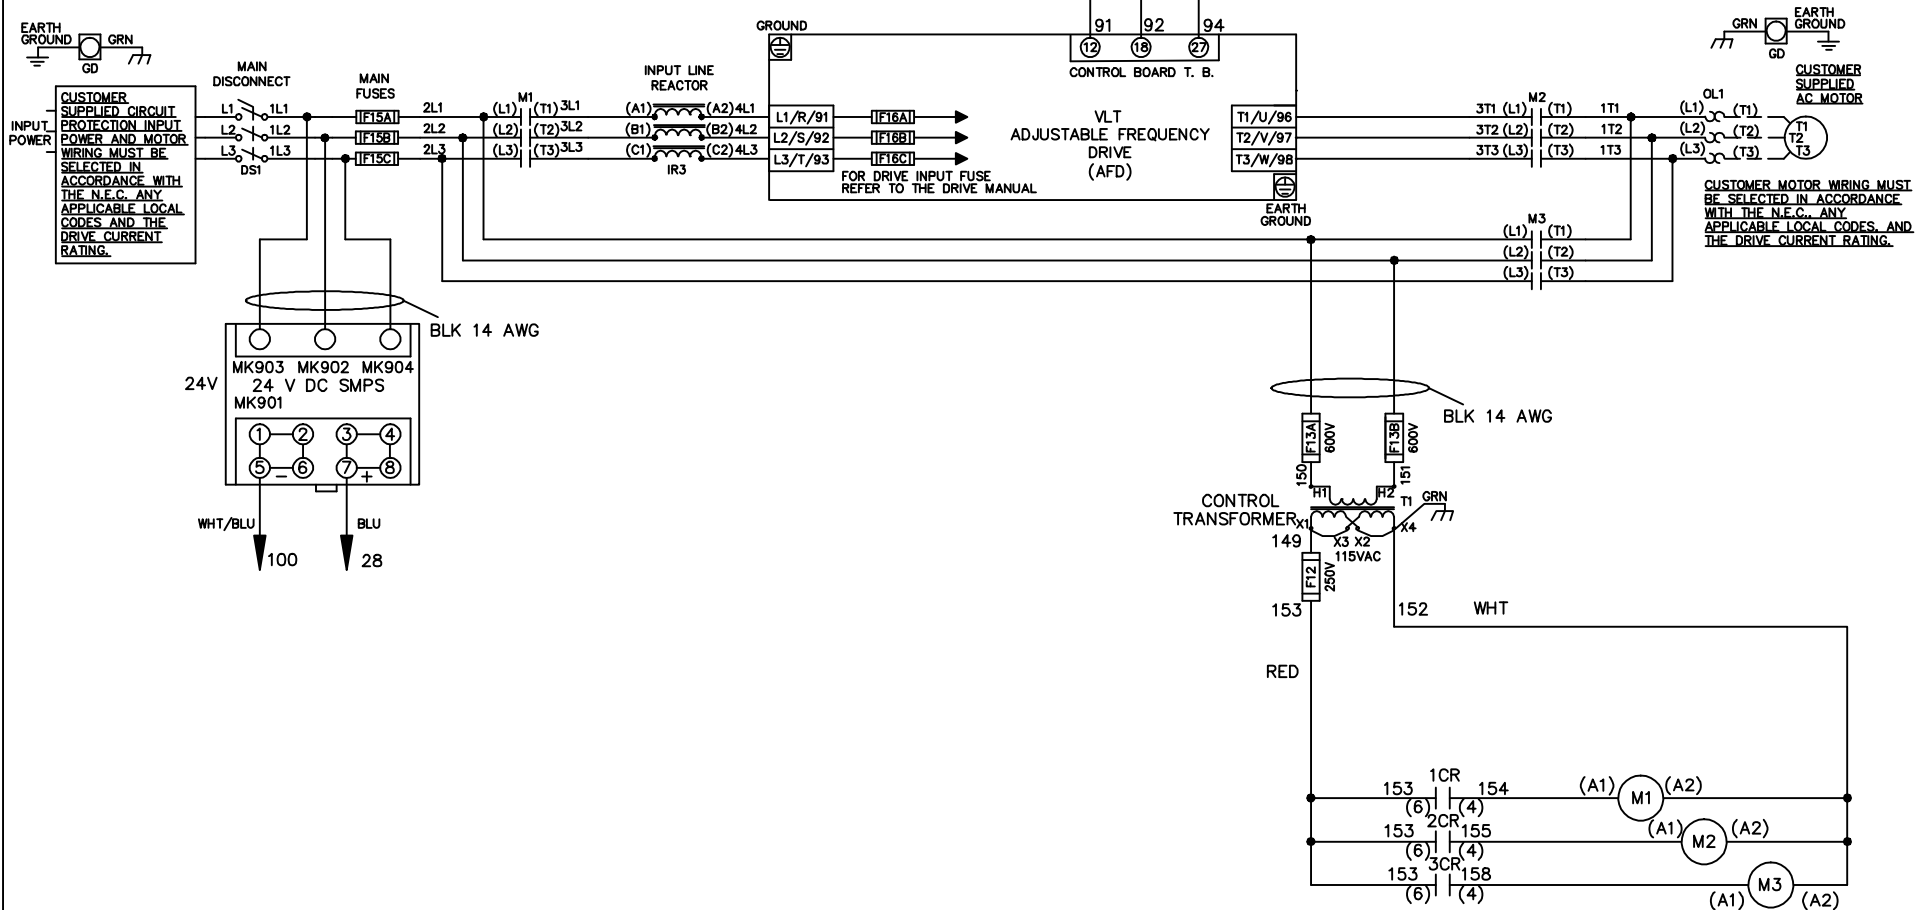 EARTH
GROUND
GRN
GD
GROUND
91
92
94
12
18
27
CONTROL BOARD T. B.
GRN
EARTH
GROUND
GD
CUSTOMER
SUPPLIED
AC MOTOR
INPUT
POWER
CUSTOMER
SUPPLIED CIRCUIT
PROTECTION INPUT
POWER AND MOTOR
WIRING MUST BE
SELECTED IN
ACCORDANCE WITH
THE N.E.C. ANY
APPLICABLE LOCAL
CODES AND THE
DRIVE CURRENT
RATING.
MAIN
DISCONNECT
L1 1L1
L2 1L2
L3 1L3
DS1
MAIN
FUSES
F15A
F15B
F15C
2L1
2L2
2L3
M1
(L1) (T1) 3L1
(L2) (T2) 3L2
(L3) (T3) 3L3
INPUT LINE
REACTOR
(A1) (A2) 4L1
(B1) (B2) 4L2
(C1) (C2) 4L3
IR3
L1/R/91
L2/S/92
L3/T/93
F16A
F16B
F16C
FOR DRIVE INPUT FUSE
REFER TO THE DRIVE MANUAL
VLT
ADJUSTABLE FREQUENCY
DRIVE
(AFD)
T1/U/96
T2/V/97
T3/W/98
EARTH
GROUND
M2
3T1 (L1) (T1) 1T1
3T2 (L2) (T2) 1T2
3T3 (L3) (T3) 1T3
OL1
(L1) (T1)
(L2) (T2)
(L3) (T3)
T1
T2
T3
CUSTOMER MOTOR WIRING MUST
BE SELECTED IN ACCORDANCE
WITH THE N.E.C., ANY
APPLICABLE LOCAL CODES, AND
THE DRIVE CURRENT RATING.
M3
(L1) (T1)
(L2) (T2)
(L3) (T3)
BLK 14 AWG
MK903 MK902 MK904
24V
24 V DC SMPS
MK901
1 2 3 4
5 6 7 8
- +
WHT/BLU
BLU
100
28
BLK 14 AWG
F13A
600V
F13B
600V
150
151
H1 H2
T1
GRN
CONTROL
TRANSFORMER
X1
X3 X2
X4
115VAC
149
F12
250V
153
152
WHT
RED
1CR
153 154
(6) (4)
(A1) M1 (A2)
2CR
153 155
(6) (4)
(A1) M2 (A2)
3CR
153 158
(6) (4)
(A1) M3 (A2)